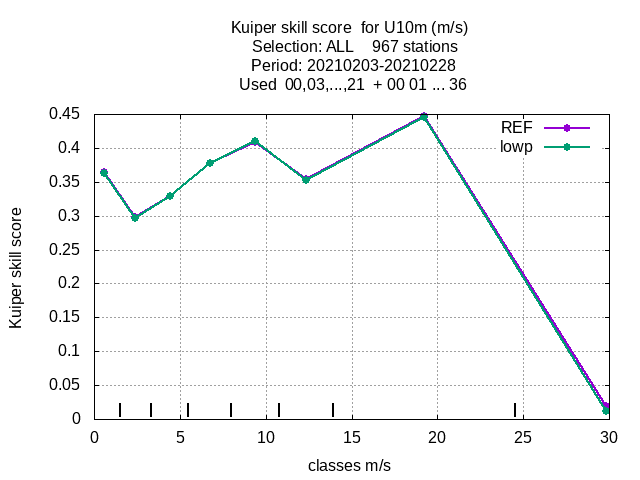 Kuiper skill score  for U10m (m/s)
Selection: ALL    967 stations
Period: 20210203-20210228
Used  00,03,...,21  + 00 01 ... 36
REF
lowp
Kuiper skill score
0.45
0.4
0.35
0.3
0.25
0.2
0.15
0.1
0.05
0
0 5 10 15 20 25 30
classes m/s